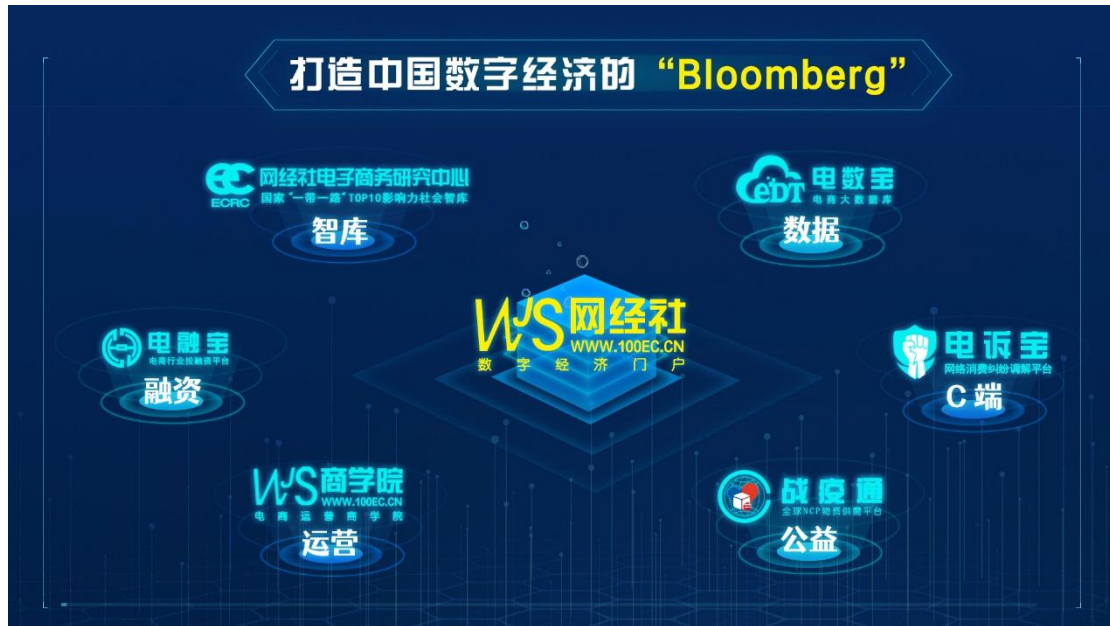 打造中国数字经济的“Bloomberg”
ECRC
网经社电子商务研究中心
国家“一带一路”TOP10影响力社会智库
智库
eDT
电数宝
电商大数据库
数据
WJS网经社
WWW.100EC.CN
数字经济门户
电融宝
电商行业投融资平台
融资
电诉宝
网络消费纠纷调解平台
C端
WJS商学院
WWW.100EC.CN
电商运营商学院
运营
战疫通
全球NCP物资供需平台
公益